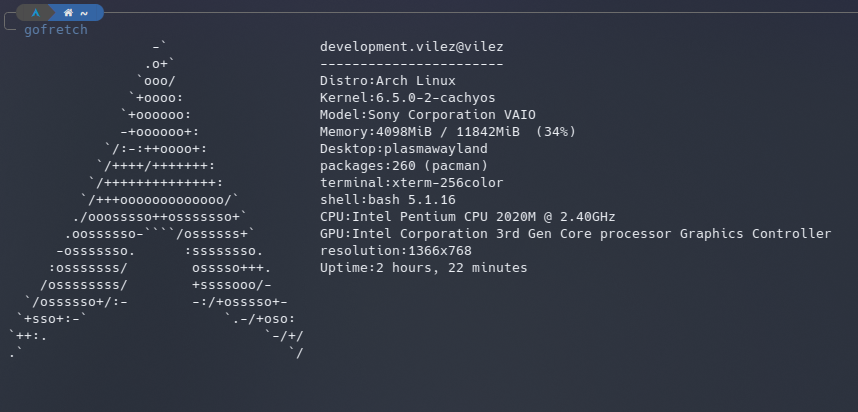 ~
gofretch
                  -`                   development.vilez@vilez
                 .o+`                  -----------------------
                `ooo/                  Distro:Arch Linux
               `+oooo:                 Kernel:6.5.0-2-cachyos
              `+oooooo:                Model:Sony Corporation VAIO
              -+oooooo+:               Memory:4098MiB / 11842MiB  (34%)
            `/:-:++oooo+:              Desktop:plasmawayland
           `/++++/+++++++:             packages:260 (pacman)
          `/++++++++++++++:            terminal:xterm-256color
         `/+++ooooooooooooo/`          shell:bash 5.1.16
        ./ooosssso++osssssso+`         CPU:Intel Pentium CPU 2020M @ 2.40GHz
       .oossssso-````/ossssss+`        GPU:Intel Corporation 3rd Gen Core processor Graphics Controller
      -osssssso.      :ssssssso.       resolution:1366x768
     :osssssss/        osssso+++.      Uptime:2 hours, 22 minutes
    /ossssssss/        +ssssooo/-
  `/ossssso+/:-        -:/+osssso+-
 `+sso+:-`                 `.-/+oso:
`++:.                           `-/+/
.`                                 `/